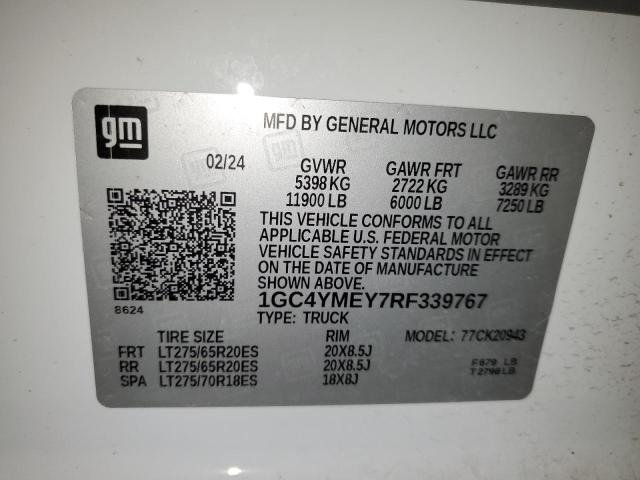 gm
MFD BY GENERAL MOTORS LLC
02/24 GVWR GAWR FRT GAWR RR
5398 KG 2722 KG 3289 KG
11900 LB 6000 LB 7250 LB
THIS VEHICLE CONFORMS TO ALL
APPLICABLE U.S. FEDERAL MOTOR
VEHICLE SAFETY STANDARDS IN EFFECT
ON THE DATE OF MANUFACTURE
SHOWN ABOVE.
8624
1GC4YMEY7RF339767
TYPE: TRUCK
TIRE SIZE RIM MODEL: 77CK20943
FRT LT275/65R20ES 20X8.5J F679 LB
RR LT275/65R20ES 20X8.5J T2798LB
SPA LT275/70R18ES 18X8J